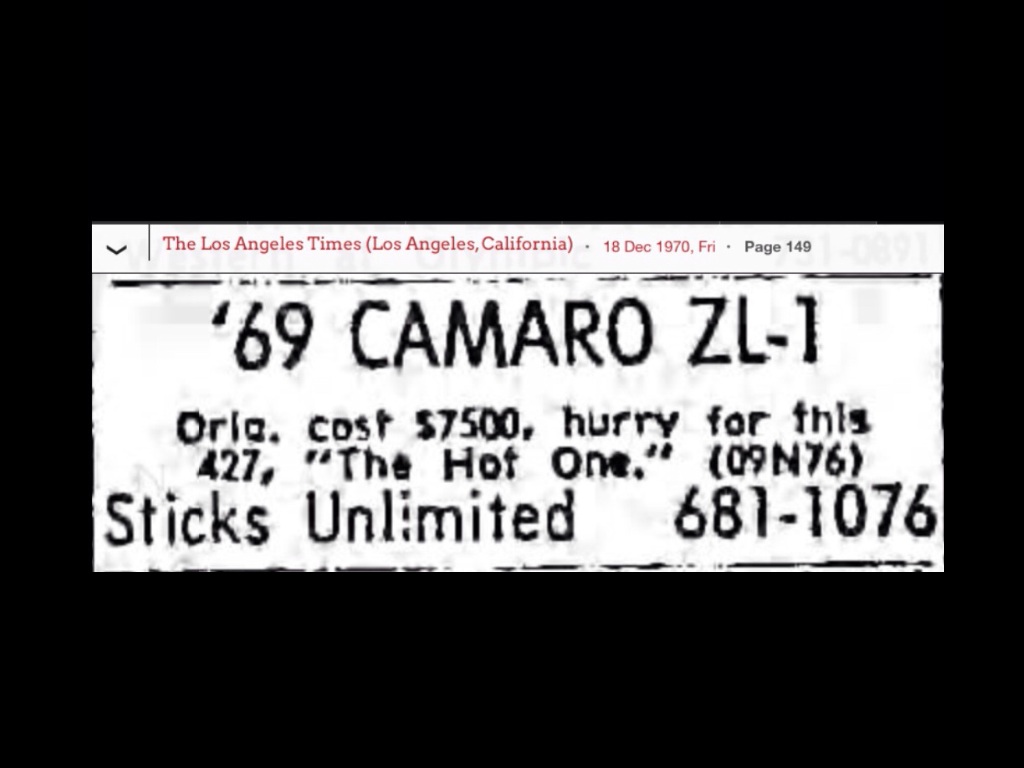 The Los Angeles Times (Los Angeles, California) · 18 Dec 1970, Fri · Page 149
'69 CAMARO ZL-1
Orig. cost $7500, hurry for this
427, "The Hot One." (09N76)
Sticks Unlimited 681-1076